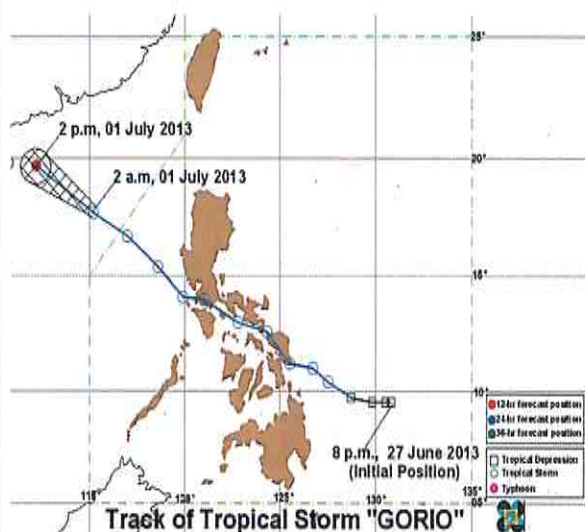 25°
2 p.m, 01 July 2013
20°
2 a.m, 01 July 2013
15°
10°
12-hr forecast position
24-hr forecast position
36-hr forecast position
8 p.m., 27 June 2013
(Initial Position)
Tropical Depression
Tropical Storm
Typhoon
125°
130°
135°
05°
Track of Tropical Storm "GORIO"